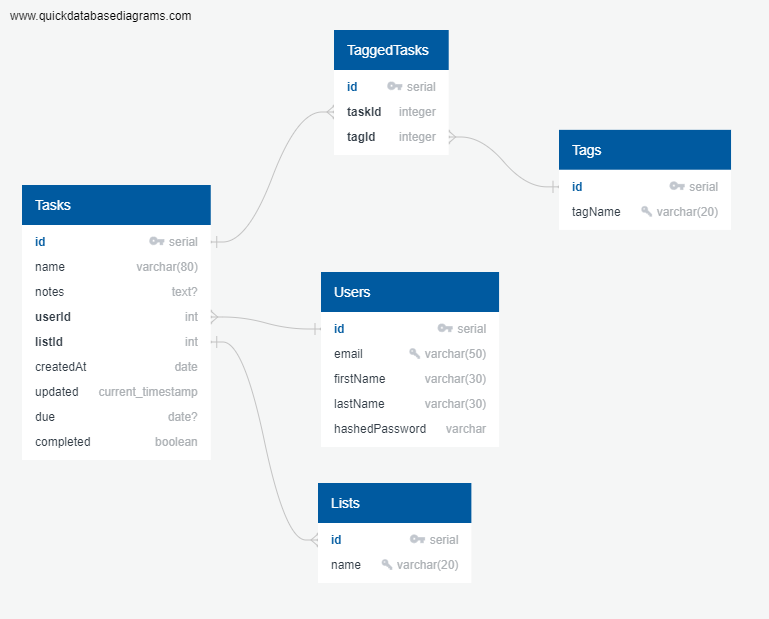 www.quickdatabasediagrams.com
TaggedTasks
id serial
taskId integer
tagId integer
Tags
id serial
tagName varchar(20)
Tasks
id serial
name varchar(80)
notes text?
userId int
listId int
createdAt date
updated current_timestamp
due date?
completed boolean
Users
id serial
email varchar(50)
firstName varchar(30)
lastName varchar(30)
hashedPassword varchar
Lists
id serial
name varchar(20)